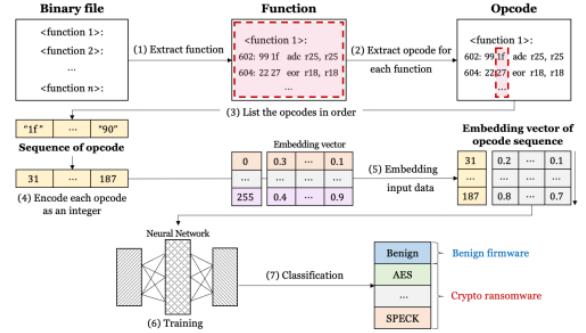 Binary file
Function
Opcode
<function 1>:
<function 2>:
...
<function n>:
(1) Extract function
<function 1>:
602: 99 1f adc r25, r25
604: 22 27 eor r18, r18
...
(2) Extract opcode for
each function
<function 1>:
602: 99 1f adc r25, r25
604: 22 27 eor r18, r18
...
(3) List the opcodes in order
"1f" ... "90"
Sequence of opcode
31 ... 187
(4) Encode each opcode
as an integer
Embedding vector
0 0.3 ... 0.1
... ... ... ...
255 0.4 ... 0.9
(5) Embedding
input data
Embedding vector of
opcode sequence
31 0.2 ... 0.1
... ... ... ...
187 0.8 ... 0.7
Neural Network
(6) Training
(7) Classification
Benign
AES
...
SPECK
Benign firmware
Crypto ransomware